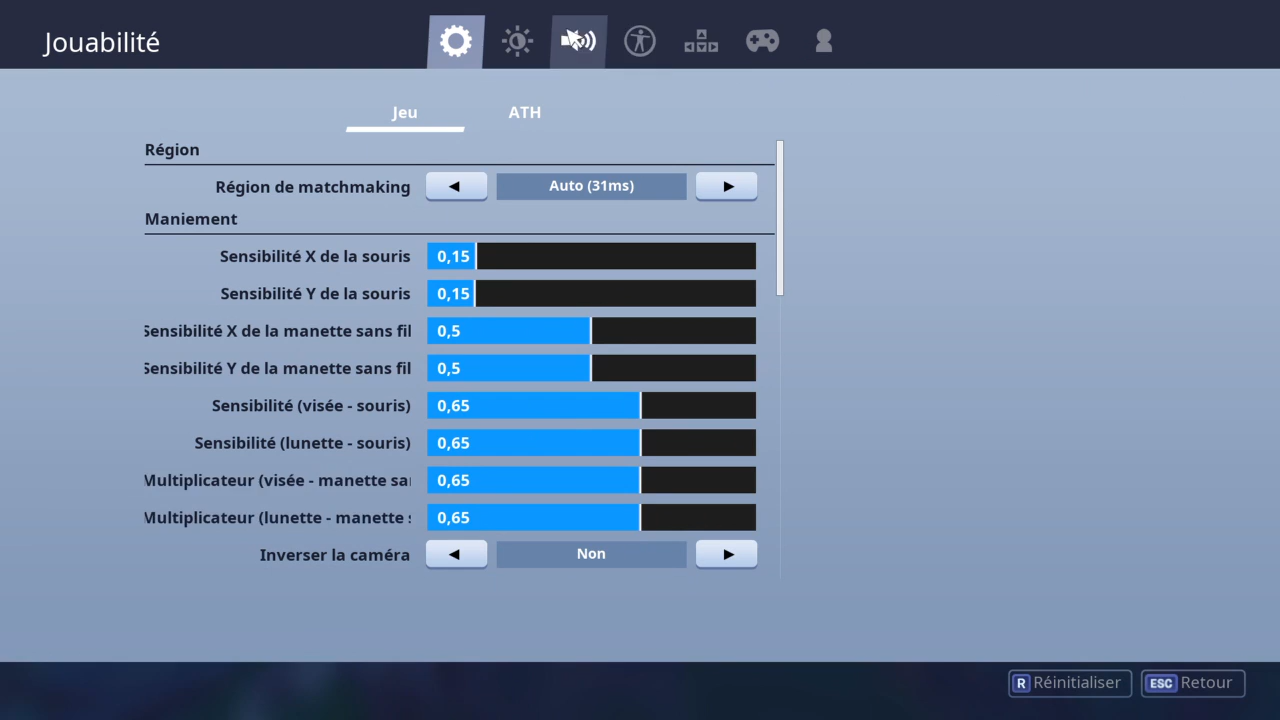 Jouabilité
Jeu
ATH
Région
Région de matchmaking
Auto (31ms)
Maniement
Sensibilité X de la souris
0,15
Sensibilité Y de la souris
0,15
Sensibilité X de la manette sans fil
0,5
Sensibilité Y de la manette sans fil
0,5
Sensibilité (visée - souris)
0,65
Sensibilité (lunette - souris)
0,65
Multiplicateur (visée - manette sa
0,65
Multiplicateur (lunette - manette
0,65
Inverser la caméra
Non
R Réinitialiser
ESC Retour